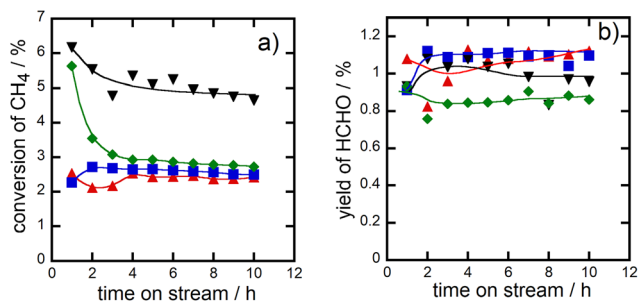 a)
conversion of CH4 / %
7
6
5
4
3
2
1
0
0 2 4 6 8 10 12
time on stream / h
b)
yield of HCHO / %
1.2
1
0.8
0.6
0.4
0.2
0
0 2 4 6 8 10 12
time on stream / h